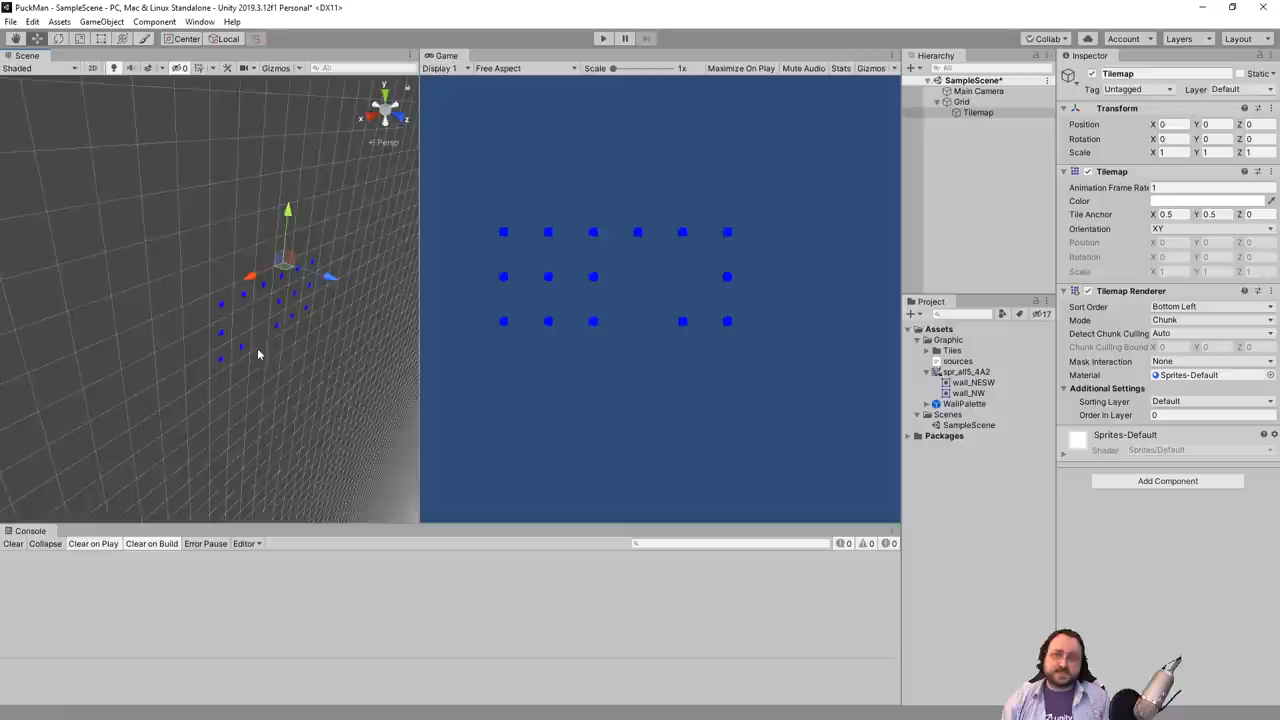 PuckMan - SampleScene - PC, Mac & Linux Standalone - Unity 2019.3.12f1 Personal* <DX11>
File Edit Assets GameObject Component Window Help
Center Local Collab Account Layers Layout
Scene
Shaded 2D 0 Gizmos All
y
x
z
Persp
Game
Display 1 Free Aspect Scale 1x Maximize On Play Mute Audio Stats Gizmos
Hierarchy
All
SampleScene*
Main Camera
Grid
Tilemap
Project
17
Assets
Graphic
Tiles
sources
spr_all5_4A2
wall_NESW
wall_NW
WallPalette
Scenes
SampleScene
Packages
Inspector
Tilemap Static
Tag Untagged Layer Default
Transform
Position X 0 Y 0 Z 0
Rotation X 0 Y 0 Z 0
Scale X 1 Y 1 Z 1
Tilemap
Animation Frame Rate 1
Color
Tile Anchor X 0.5 Y 0.5 Z 0
Orientation XY
Position X 0 Y 0 Z 0
Rotation X 0 Y 0 Z 0
Scale X 1 Y 1 Z 1
Tilemap Renderer
Sort Order Bottom Left
Mode Chunk
Detect Chunk Culling Auto
Chunk Culling Bound X 0 Y 0 Z 0
Mask Interaction None
Material Sprites-Default
Additional Settings
Sorting Layer Default
Order in Layer 0
Sprites-Default
Shader Sprites/Default
Add Component
Console
Clear Collapse Clear on Play Clear on Build Error Pause Editor 0 0 0
unity